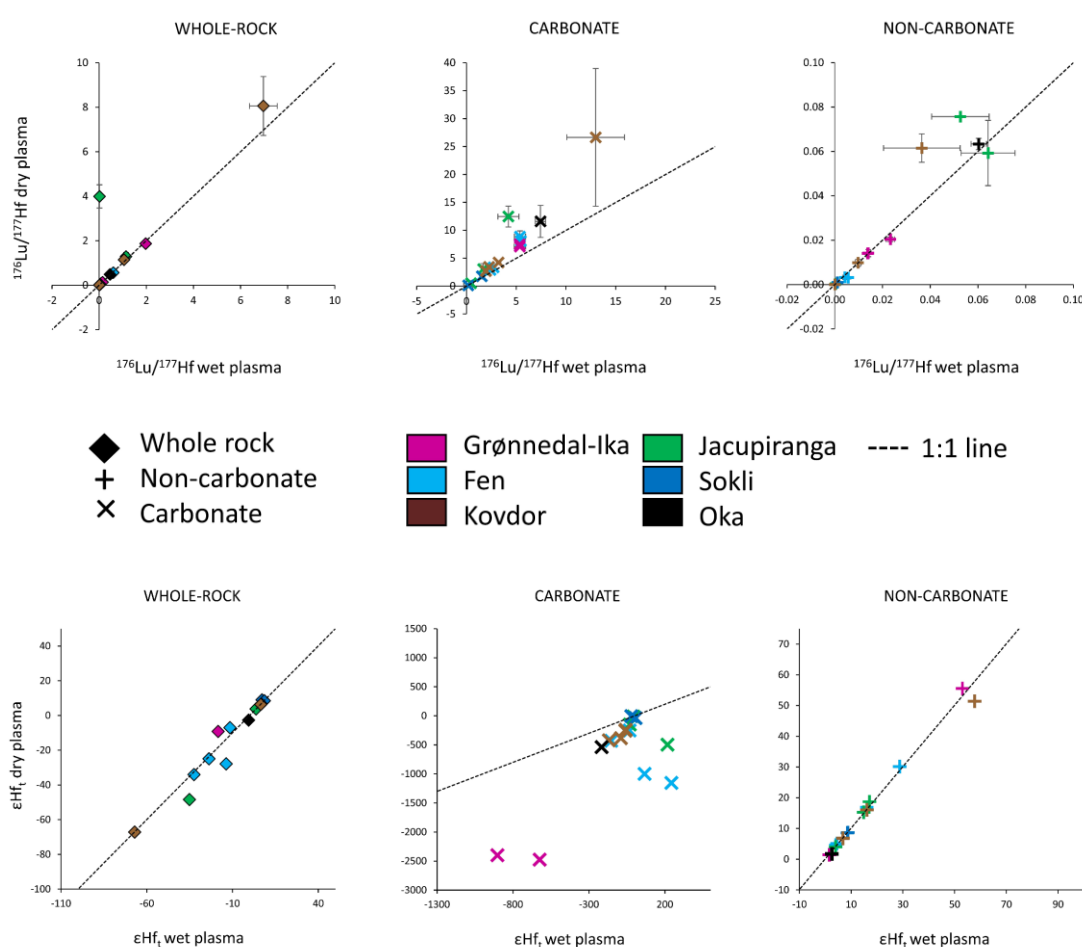 WHOLE-ROCK
CARBONATE
NON-CARBONATE
¹⁷⁶Lu/¹⁷⁷Hf dry plasma
10
8
6
4
2
0
-2
-2 0 2 4 6 8 10
¹⁷⁶Lu/¹⁷⁷Hf wet plasma
40
35
30
25
20
15
10
5
0
-5
-5 0 5 10 15 20 25
¹⁷⁶Lu/¹⁷⁷Hf wet plasma
0.10
0.08
0.06
0.04
0.02
0.00
-0.02
-0.02 0.00 0.02 0.04 0.06 0.08 0.10
¹⁷⁶Lu/¹⁷⁷Hf wet plasma
Whole rock
Non-carbonate
Carbonate
Grønnedal-Ika
Fen
Kovdor
Jacupiranga
Sokli
Oka
1:1 line
WHOLE-ROCK
CARBONATE
NON-CARBONATE
εHfₜ dry plasma
40
20
0
-20
-40
-60
-80
-100
-110 -60 -10 40
εHfₜ wet plasma
1500
1000
500
0
-500
-1000
-1500
-2000
-2500
-3000
-1300 -800 -300 200
εHfₜ wet plasma
70
60
50
40
30
20
10
0
-10
-10 10 30 50 70 90
εHfₜ wet plasma